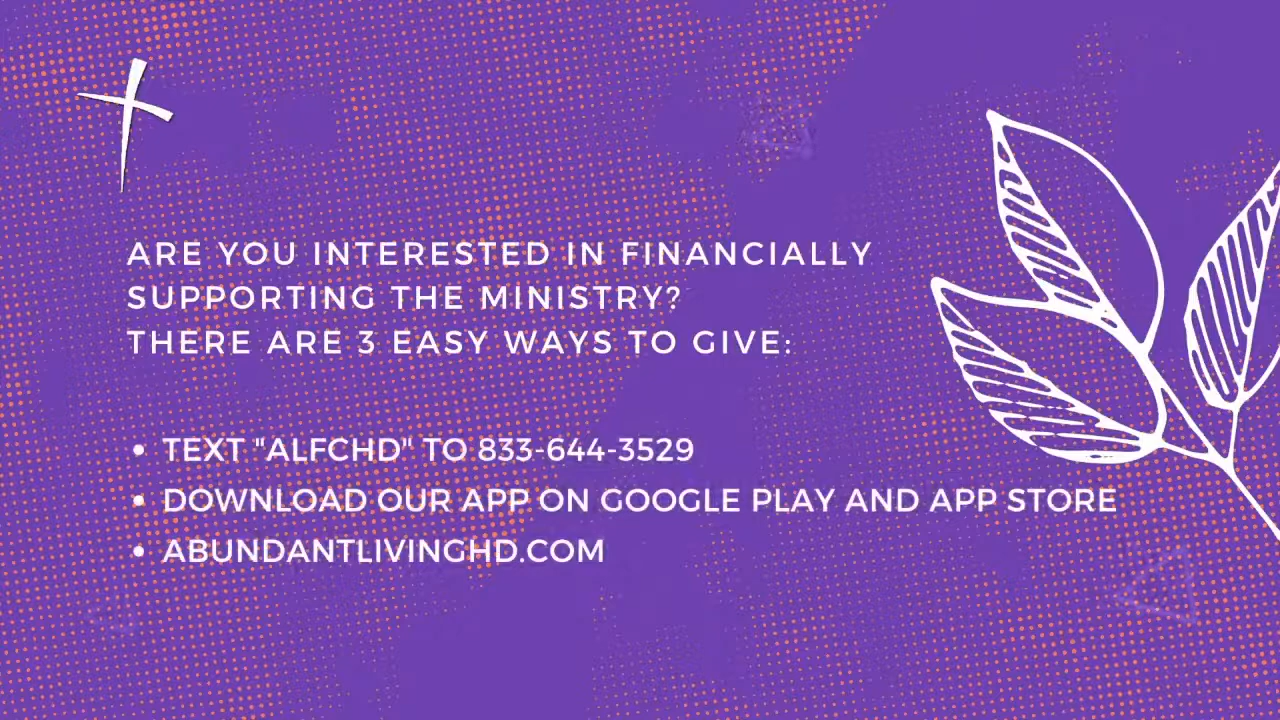 ARE YOU INTERESTED IN FINANCIALLY
SUPPORTING THE MINISTRY?
THERE ARE 3 EASY WAYS TO GIVE:
• TEXT "ALFCHD" TO 833-644-3529
• DOWNLOAD OUR APP ON GOOGLE PLAY AND APP STORE
• ABUNDANTLIVINGHD.COM